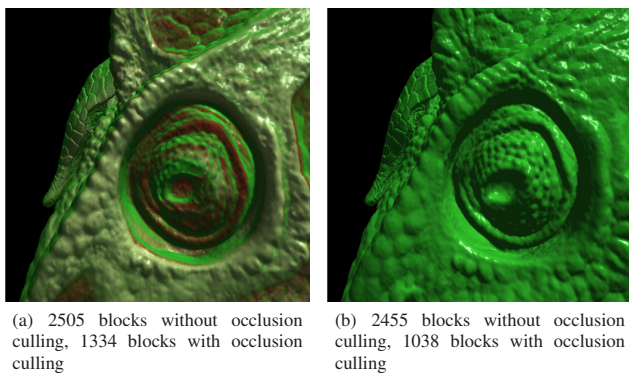 (a) 2505 blocks without occlusion
culling, 1334 blocks with occlusion
culling
(b) 2455 blocks without occlusion
culling, 1038 blocks with occlusion
culling